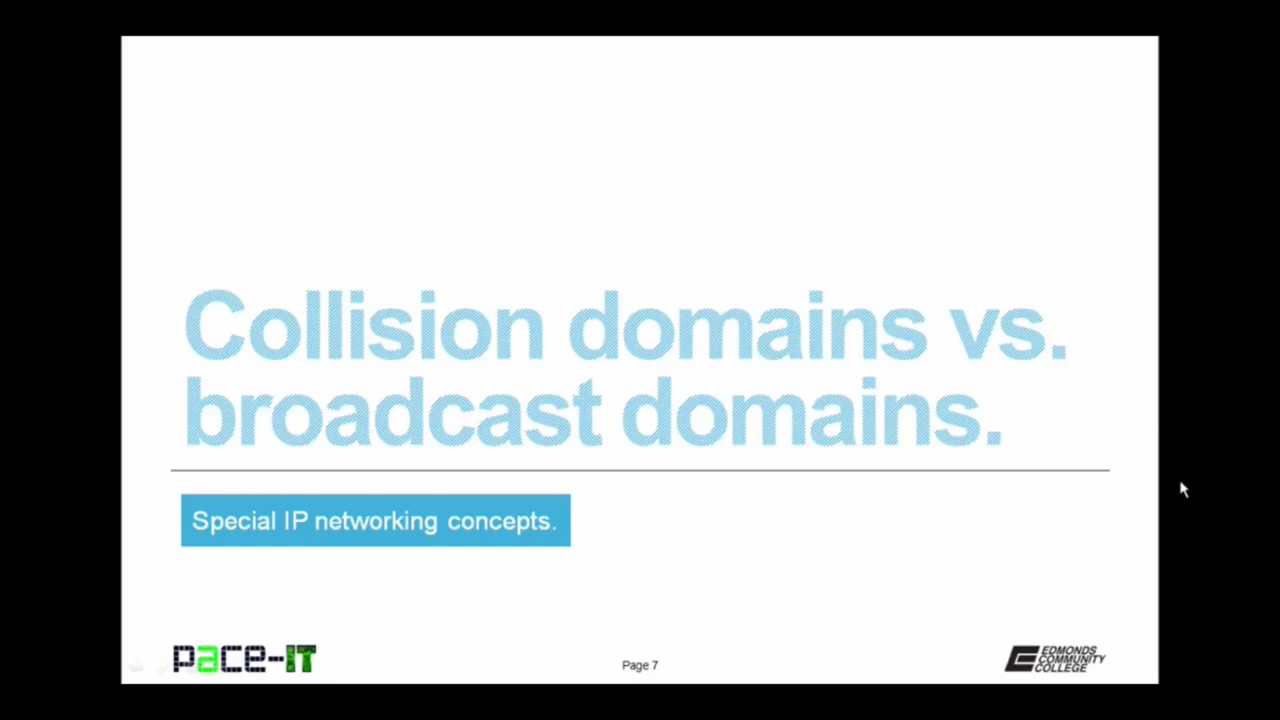 Collision domains vs.
broadcast domains.
Special IP networking concepts.
pace-IT
Page 7
EDMONDS
COMMUNITY
COLLEGE